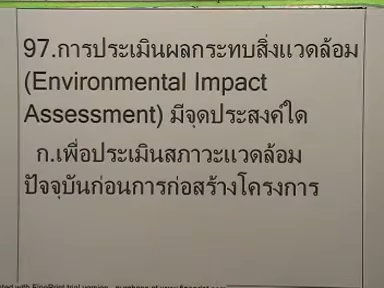 97.การประเมินผลกระทบสิ่งแวดล้อม
(Environmental Impact
Assessment) มีจุดประสงค์ใด
ก.เพื่อประเมินสภาวะแวดล้อม
ปัจจุบันก่อนการก่อสร้างโครงการ